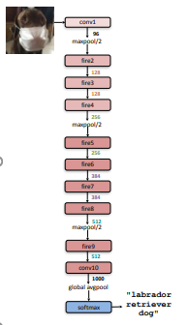 conv1
96
maxpool/2
fire2
128
fire3
128
fire4
256
maxpool/2
fire5
256
fire6
384
fire7
384
fire8
512
maxpool/2
fire9
512
conv10
1000
global avgpool
softmax
"labrador
retriever
dog"